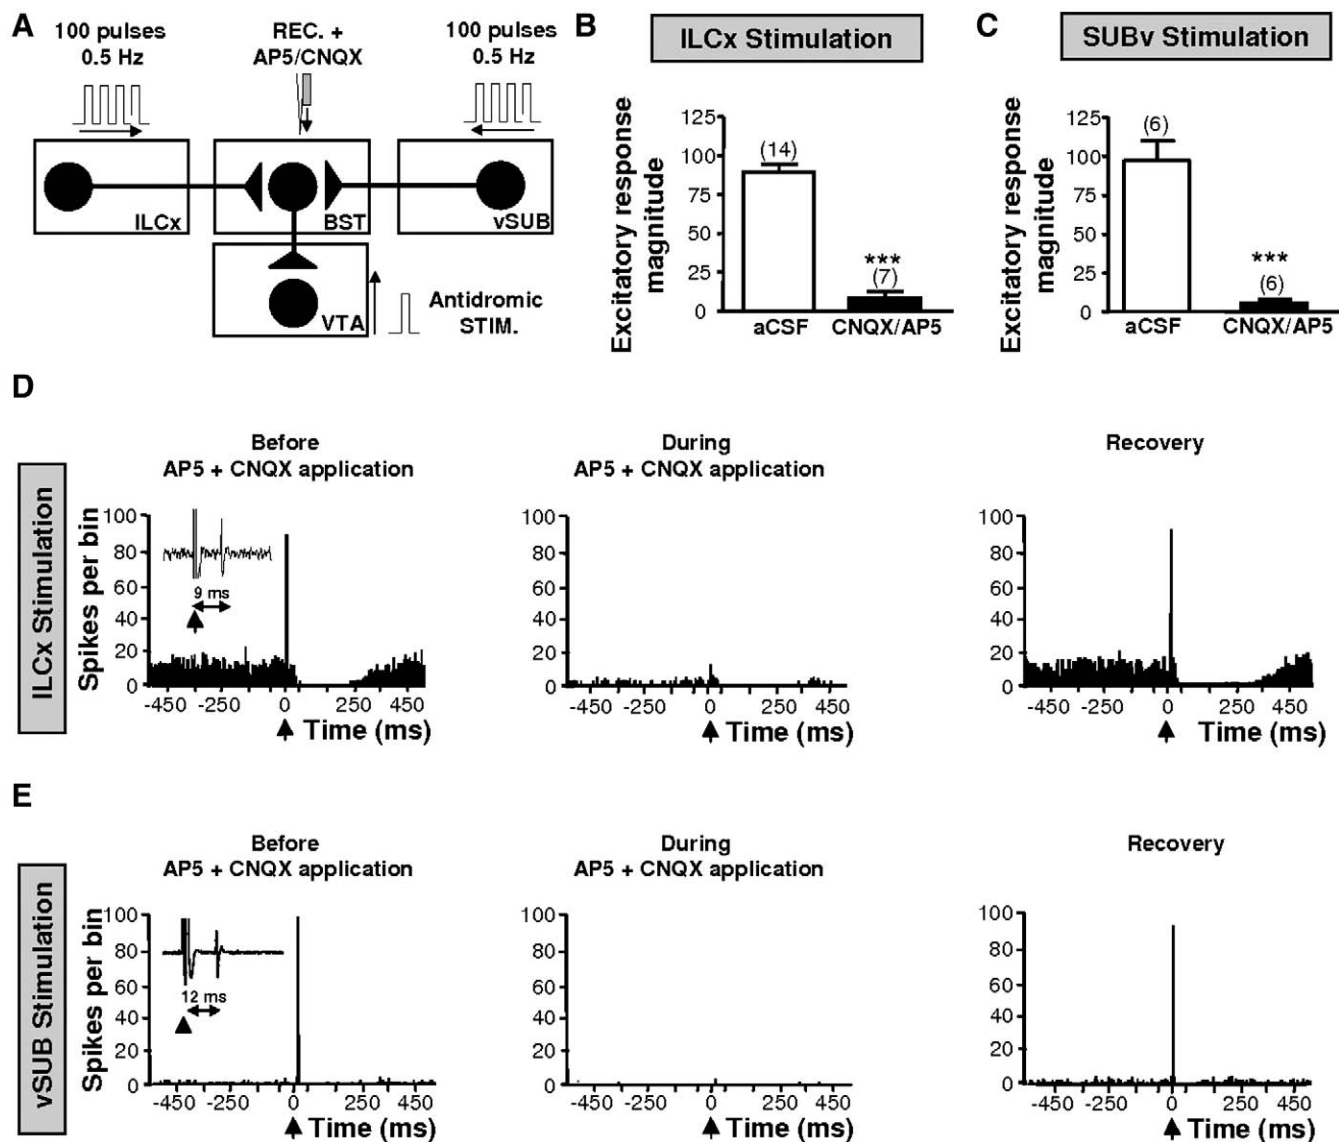 A
100 pulses
0.5 Hz
REC. +
AP5/CNQX
100 pulses
0.5 Hz
ILCx
BST
vSUB
VTA
Antidromic
STIM.
B
ILCx Stimulation
Excitatory response
magnitude
125
100
75
50
25
0
(14)
***
(7)
aCSF
CNQX/AP5
C
SUBv Stimulation
Excitatory response
magnitude
125
100
75
50
25
0
(6)
***
(6)
aCSF
CNQX/AP5
D
ILCx Stimulation
Before
AP5 + CNQX application
Spikes per bin
100
80
60
40
20
0
9 ms
-450 -250 0 250 450
Time (ms)
During
AP5 + CNQX application
100
80
60
40
20
0
-450 -250 0 250 450
Time (ms)
Recovery
100
80
60
40
20
0
-450 -250 0 250 450
Time (ms)
E
vSUB Stimulation
Before
AP5 + CNQX application
Spikes per bin
100
80
60
40
20
0
12 ms
-450 -250 0 250 450
Time (ms)
During
AP5 + CNQX application
100
80
60
40
20
0
-450 -250 0 250 450
Time (ms)
Recovery
100
80
60
40
20
0
-450 -250 0 250 450
Time (ms)